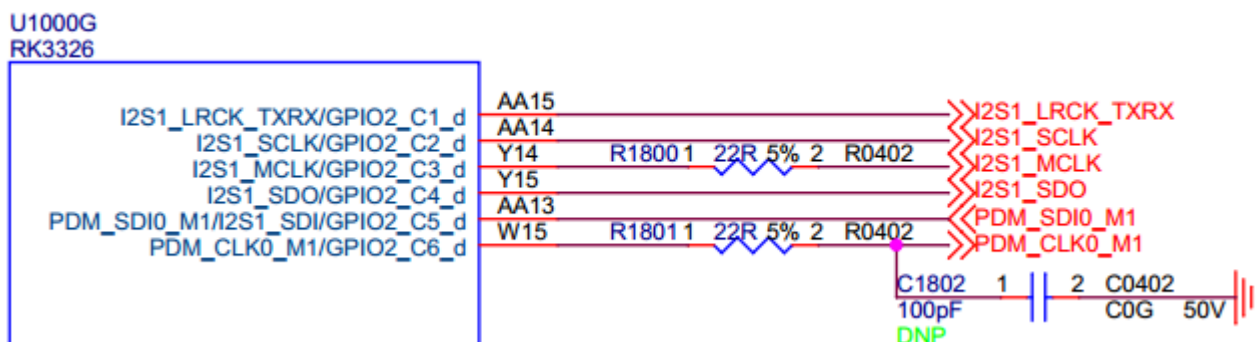 U1000G
RK3326
I2S1_LRCK_TXRX/GPIO2_C1_d AA15 I2S1_LRCK_TXRX
I2S1_SCLK/GPIO2_C2_d AA14 I2S1_SCLK
I2S1_MCLK/GPIO2_C3_d Y14 R1800 1 22R 5% 2 R0402 I2S1_MCLK
I2S1_SDO/GPIO2_C4_d Y15 I2S1_SDO
PDM_SDI0_M1/I2S1_SDI/GPIO2_C5_d AA13 PDM_SDI0_M1
PDM_CLK0_M1/GPIO2_C6_d W15 R1801 1 22R 5% 2 R0402 PDM_CLK0_M1
C1802 1 2 C0402
100pF C0G 50V
DNP